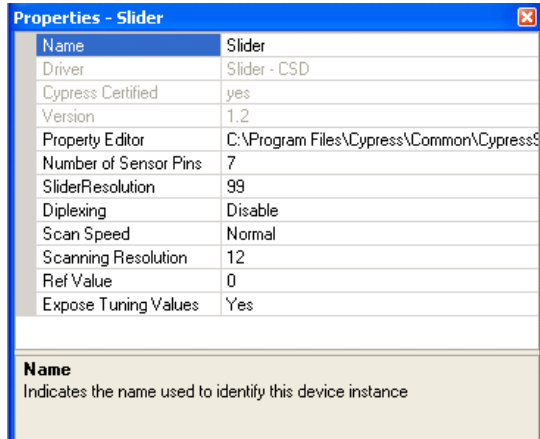 Properties - Slider
Name Slider
Driver Slider - CSD
Cypress Certified yes
Version 1.2
Property Editor C:\Program Files\Cypress\Common\CypressS
Number of Sensor Pins 7
SliderResolution 99
Diplexing Disable
Scan Speed Normal
Scanning Resolution 12
Ref Value 0
Expose Tuning Values Yes
Name
Indicates the name used to identify this device instance